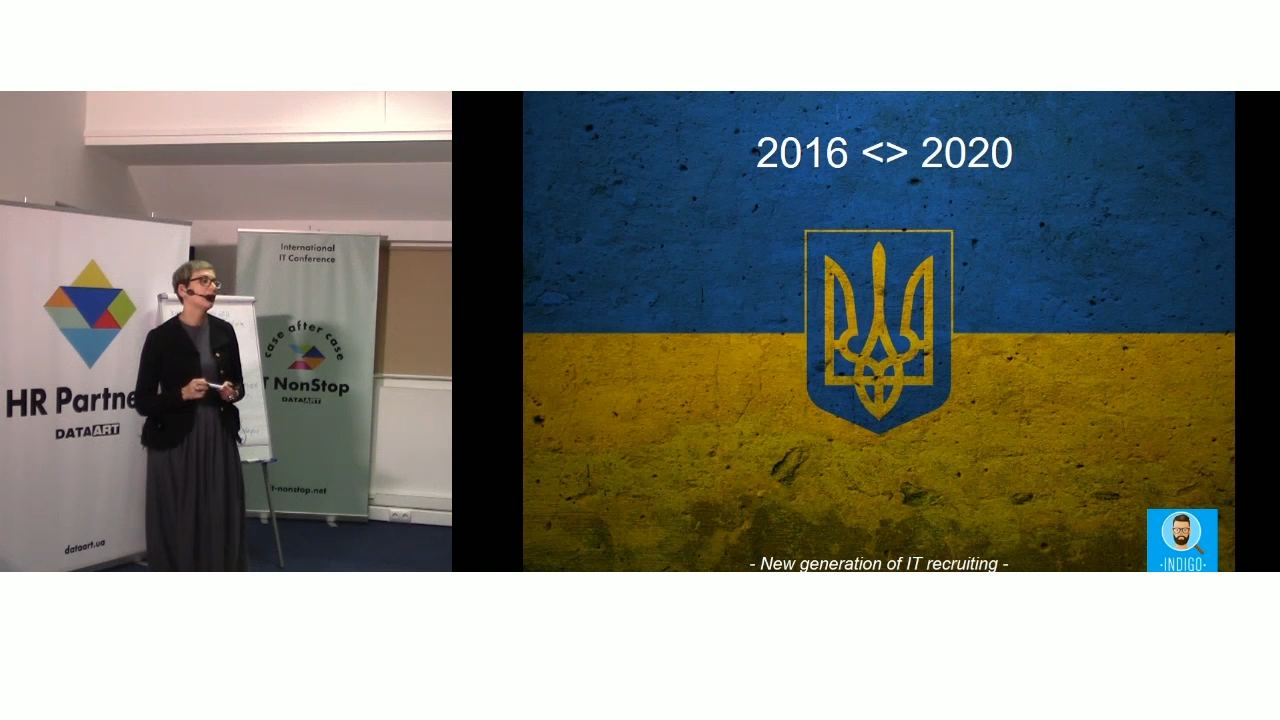 HR Partne
DATAART
dataart.ua
International
IT Conference
case after case
T NonStop
DATAART
t-nonstop.net
2016 <> 2020
- New generation of IT recruiting -
·INDIGO·